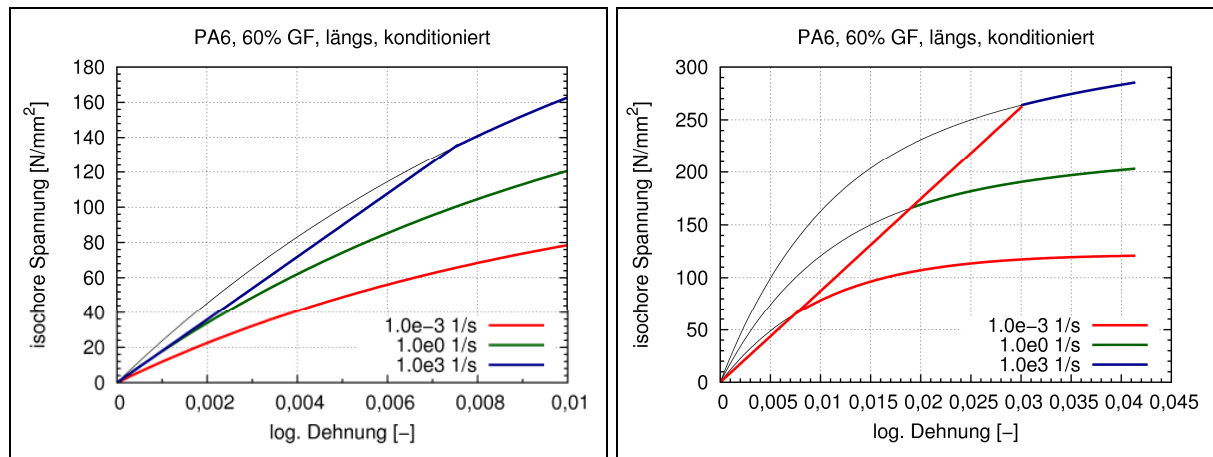 PA6, 60% GF, längs, konditioniert
isochore Spannung [N/mm²]
180
160
140
120
100
80
60
40
20
0
1.0e−3 1/s
1.0e0 1/s
1.0e3 1/s
0 0,002 0,004 0,006 0,008 0,01
log. Dehnung [−]
PA6, 60% GF, längs, konditioniert
isochore Spannung [N/mm²]
300
250
200
150
100
50
0
1.0e−3 1/s
1.0e0 1/s
1.0e3 1/s
0 0,005 0,01 0,015 0,02 0,025 0,03 0,035 0,04 0,045
log. Dehnung [−]